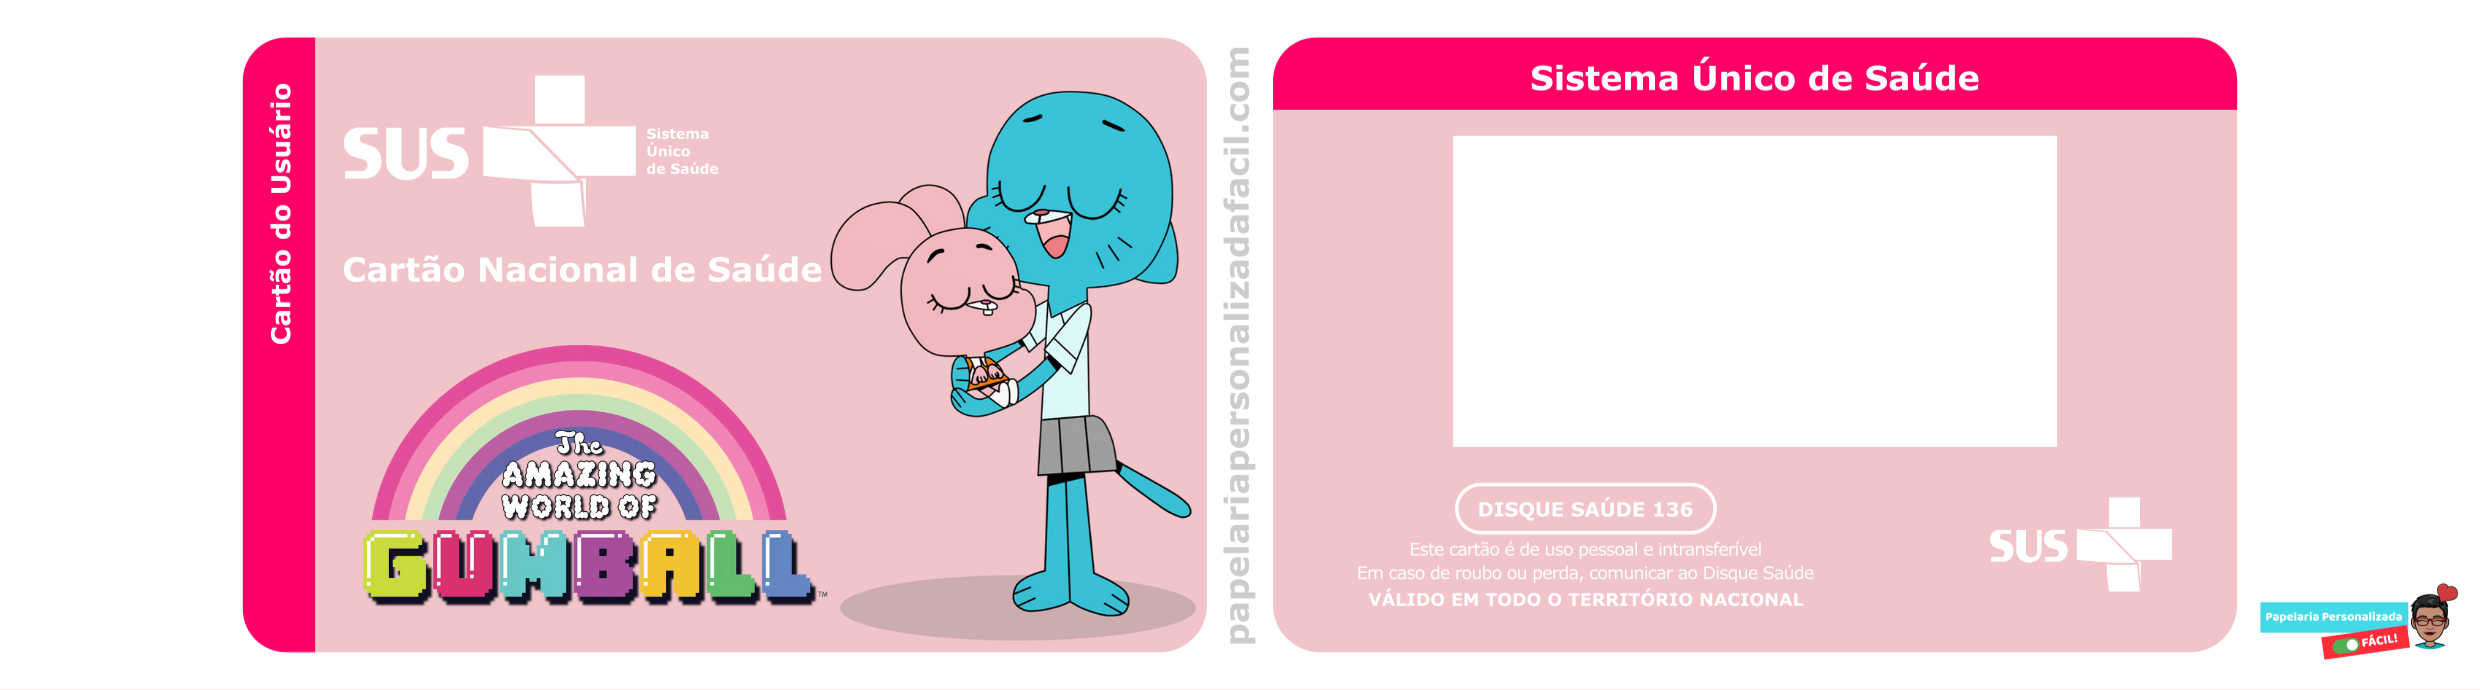 Cartão do Usuário
SUS
Sistema
Único
de Saúde
Cartão Nacional de Saúde
The
AMAZING
WORLD OF
GUMBALL
TM
papelariapersonalizadafacil.com
Sistema Único de Saúde
DISQUE SAÚDE 136
Este cartão é de uso pessoal e intransferível
Em caso de roubo ou perda, comunicar ao Disque Saúde
VÁLIDO EM TODO O TERRITÓRIO NACIONAL
SUS
Papelaria Personalizada
FÁCIL!